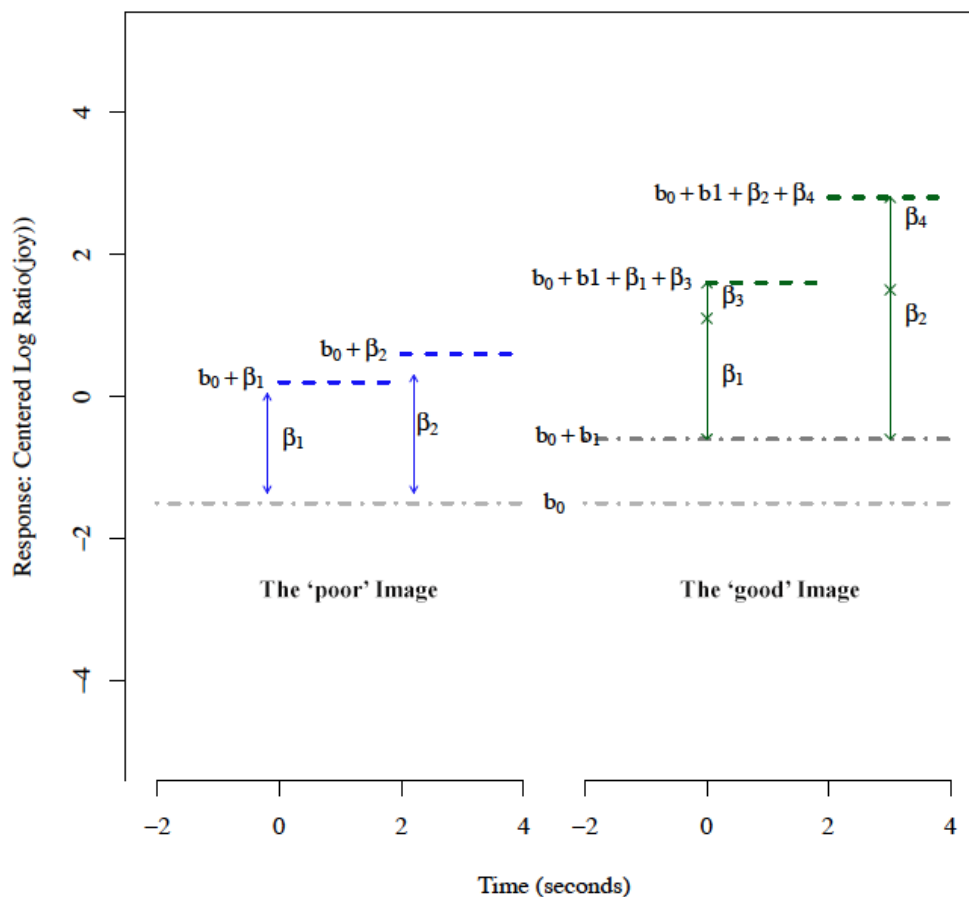 Response: Centered Log Ratio(joy))
4
2
0
−2
−4
b₀ + β₁
b₀ + β₂
β₁
β₂
The ‘poor’ Image
b₀ + b1 + β₂ + β₄
β₄
b₀ + b1 + β₁ + β₃
β₃
β₂
β₁
b₀ + b₁
b₀
The ‘good’ Image
−2 0 2 4 −2 0 2 4
Time (seconds)